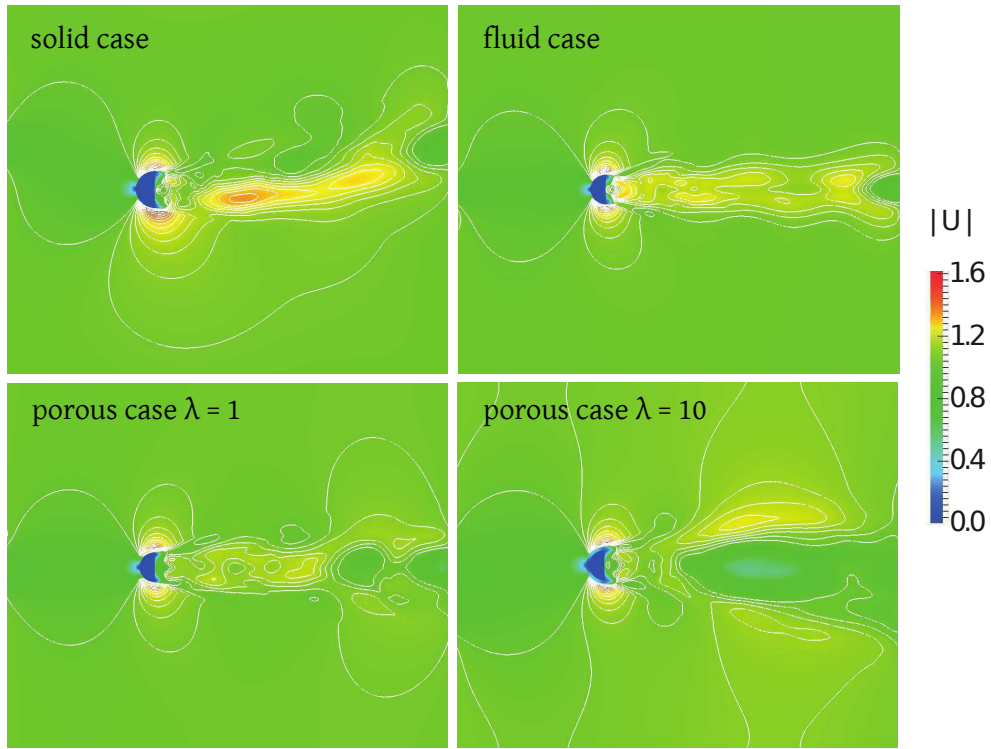 solid case
fluid case
porous case λ = 1
porous case λ = 10
|U|
1.6
1.2
0.8
0.4
0.0